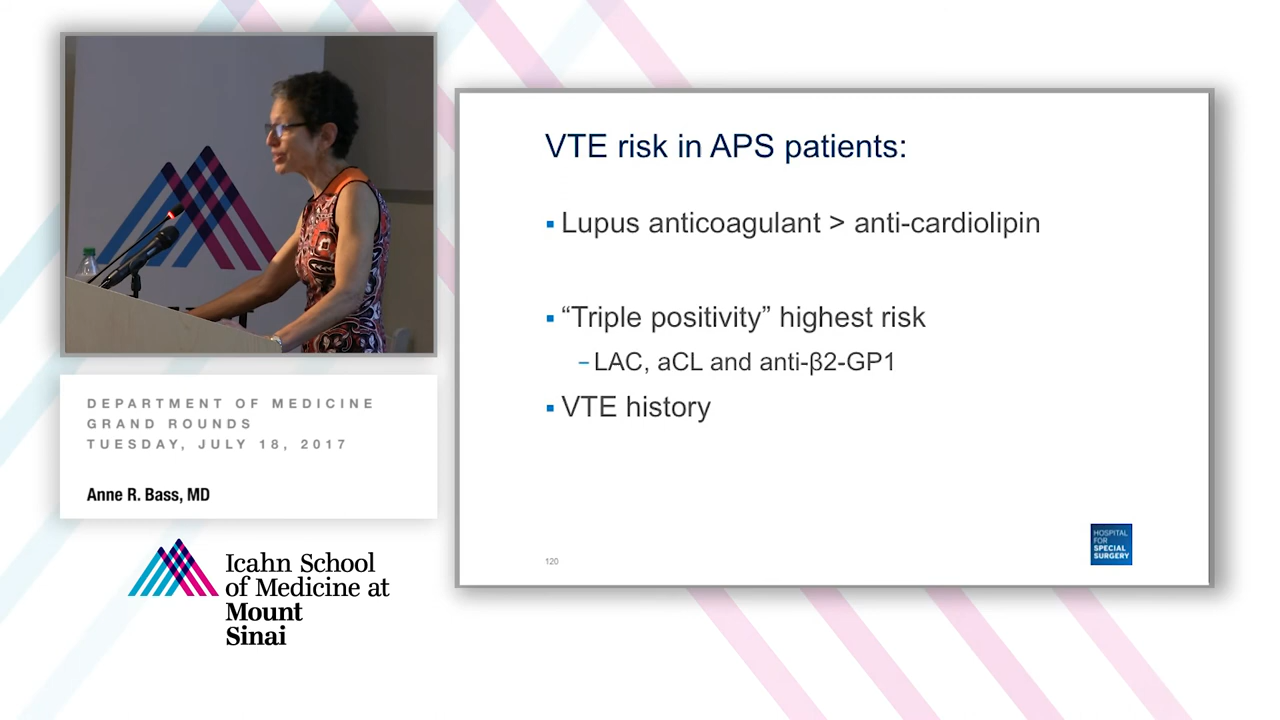 VTE risk in APS patients:
▪ Lupus anticoagulant > anti-cardiolipin
▪ “Triple positivity” highest risk
– LAC, aCL and anti-β2-GP1
▪ VTE history
120
HOSPITAL
FOR
SPECIAL
SURGERY
DEPARTMENT OF MEDICINE
GRAND ROUNDS
TUESDAY, JULY 18, 2017
Anne R. Bass, MD
Icahn School
of Medicine at
Mount
Sinai